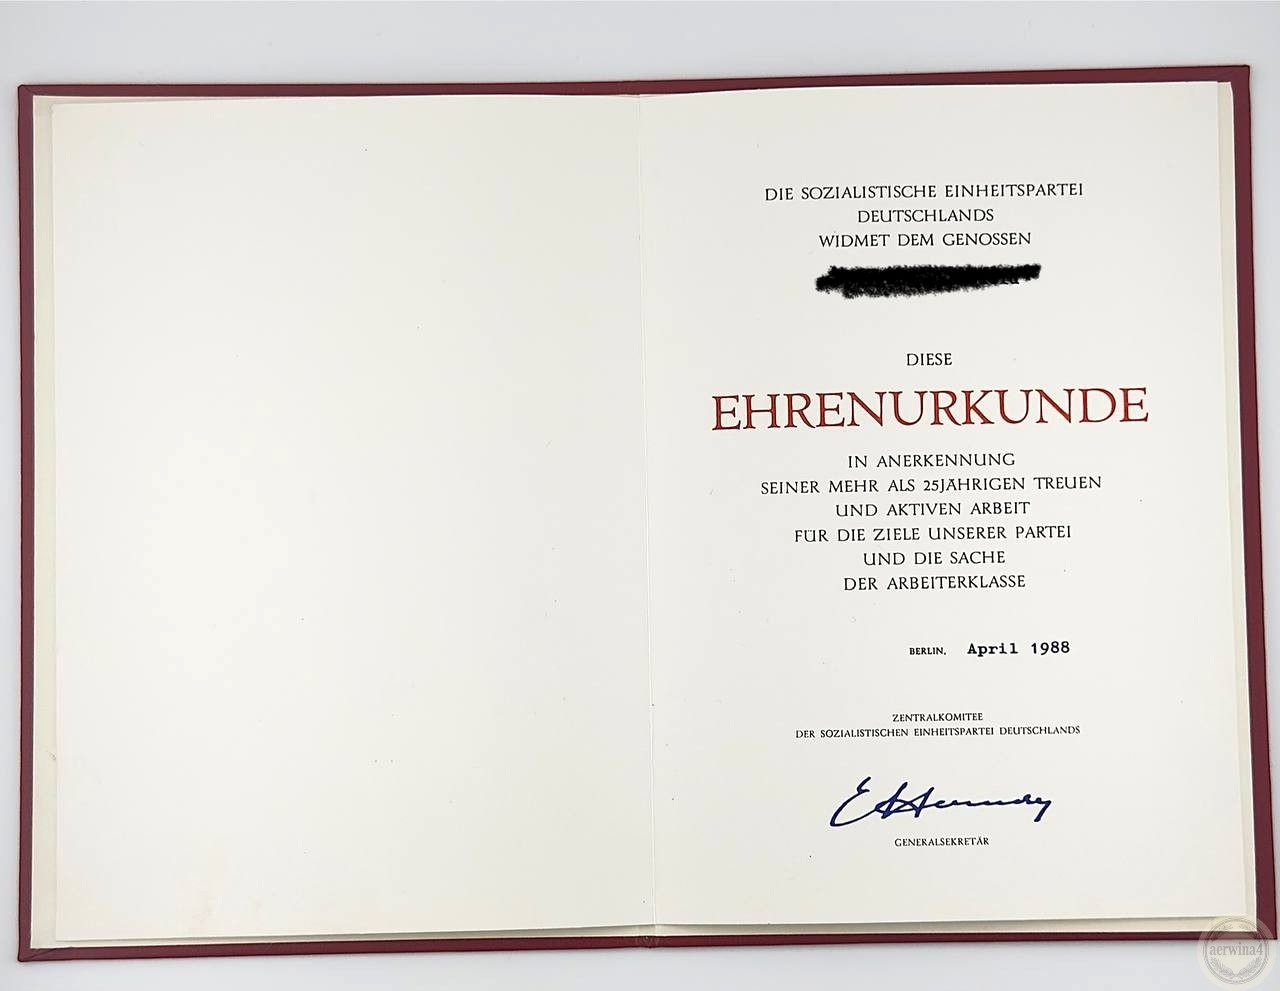 DIE SOZIALISTISCHE EINHEITSPARTEI
DEUTSCHLANDS
WIDMET DEM GENOSSEN
DIESE
EHRENURKUNDE
IN ANERKENNUNG
SEINER MEHR ALS 25JÄHRIGEN TREUEN
UND AKTIVEN ARBEIT
FÜR DIE ZIELE UNSERER PARTEI
UND DIE SACHE
DER ARBEITERKLASSE
BERLIN, April 1988
ZENTRALKOMITEE
DER SOZIALISTISCHEN EINHEITSPARTEI DEUTSCHLANDS
GENERALSEKRETÄR
aerwina4